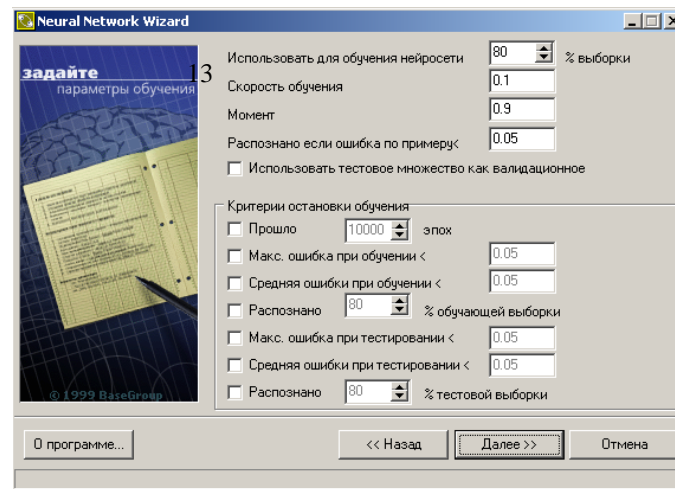 Neural Network Wizard
задайте
параметры обучения
13
Использовать для обучения нейросети 80 % выборки
Скорость обучения 0.1
Момент 0.9
Распознано если ошибка по примеру< 0.05
Использовать тестовое множество как валидационное
Критерии остановки обучения
Прошло 10000 эпох
Макс. ошибка при обучении < 0.05
Средняя ошибки при обучении < 0.05
Распознано 80 % обучающей выборки
Макс. ошибка при тестировании < 0.05
Средняя ошибки при тестировании < 0.05
Распознано 80 % тестовой выборки
© 1999 BaseGroup
О программе... << Назад Далее >> Отмена